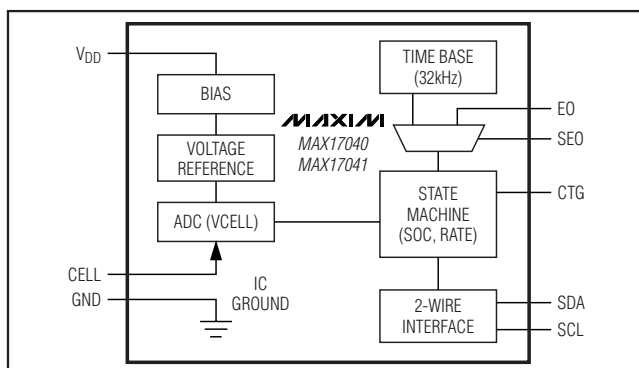 VDD
BIAS
VOLTAGE
REFERENCE
ADC (VCELL)
CELL
GND
IC
GROUND
MAXIM
MAX17040
MAX17041
TIME BASE
(32kHz)
EO
SEO
STATE
MACHINE
(SOC, RATE)
CTG
2-WIRE
INTERFACE
SDA
SCL